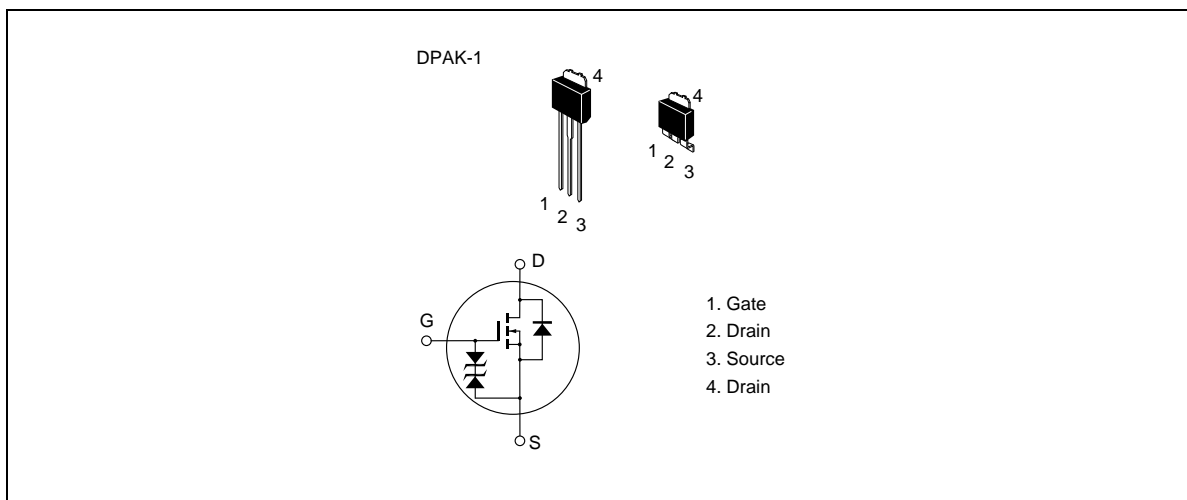 DPAK-1
4
4
1
2
3
1
2
3
D
G
S
1. Gate
2. Drain
3. Source
4. Drain